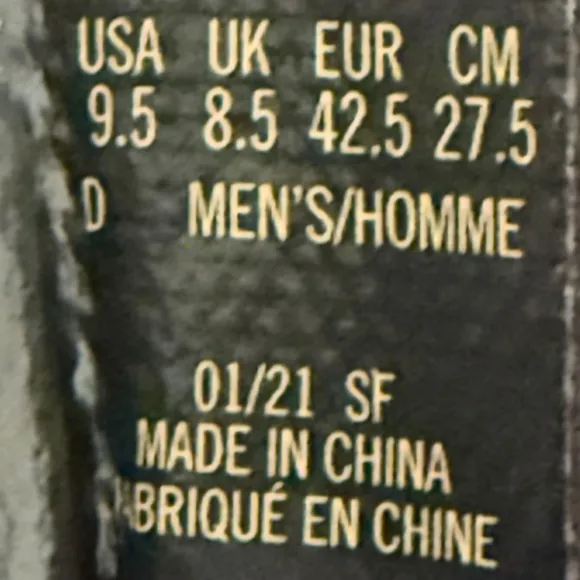 USA UK EUR CM
9.5 8.5 42.5 27.5
D MEN'S/HOMME
01/21 SF
MADE IN CHINA
FABRIQUÉ EN CHINE